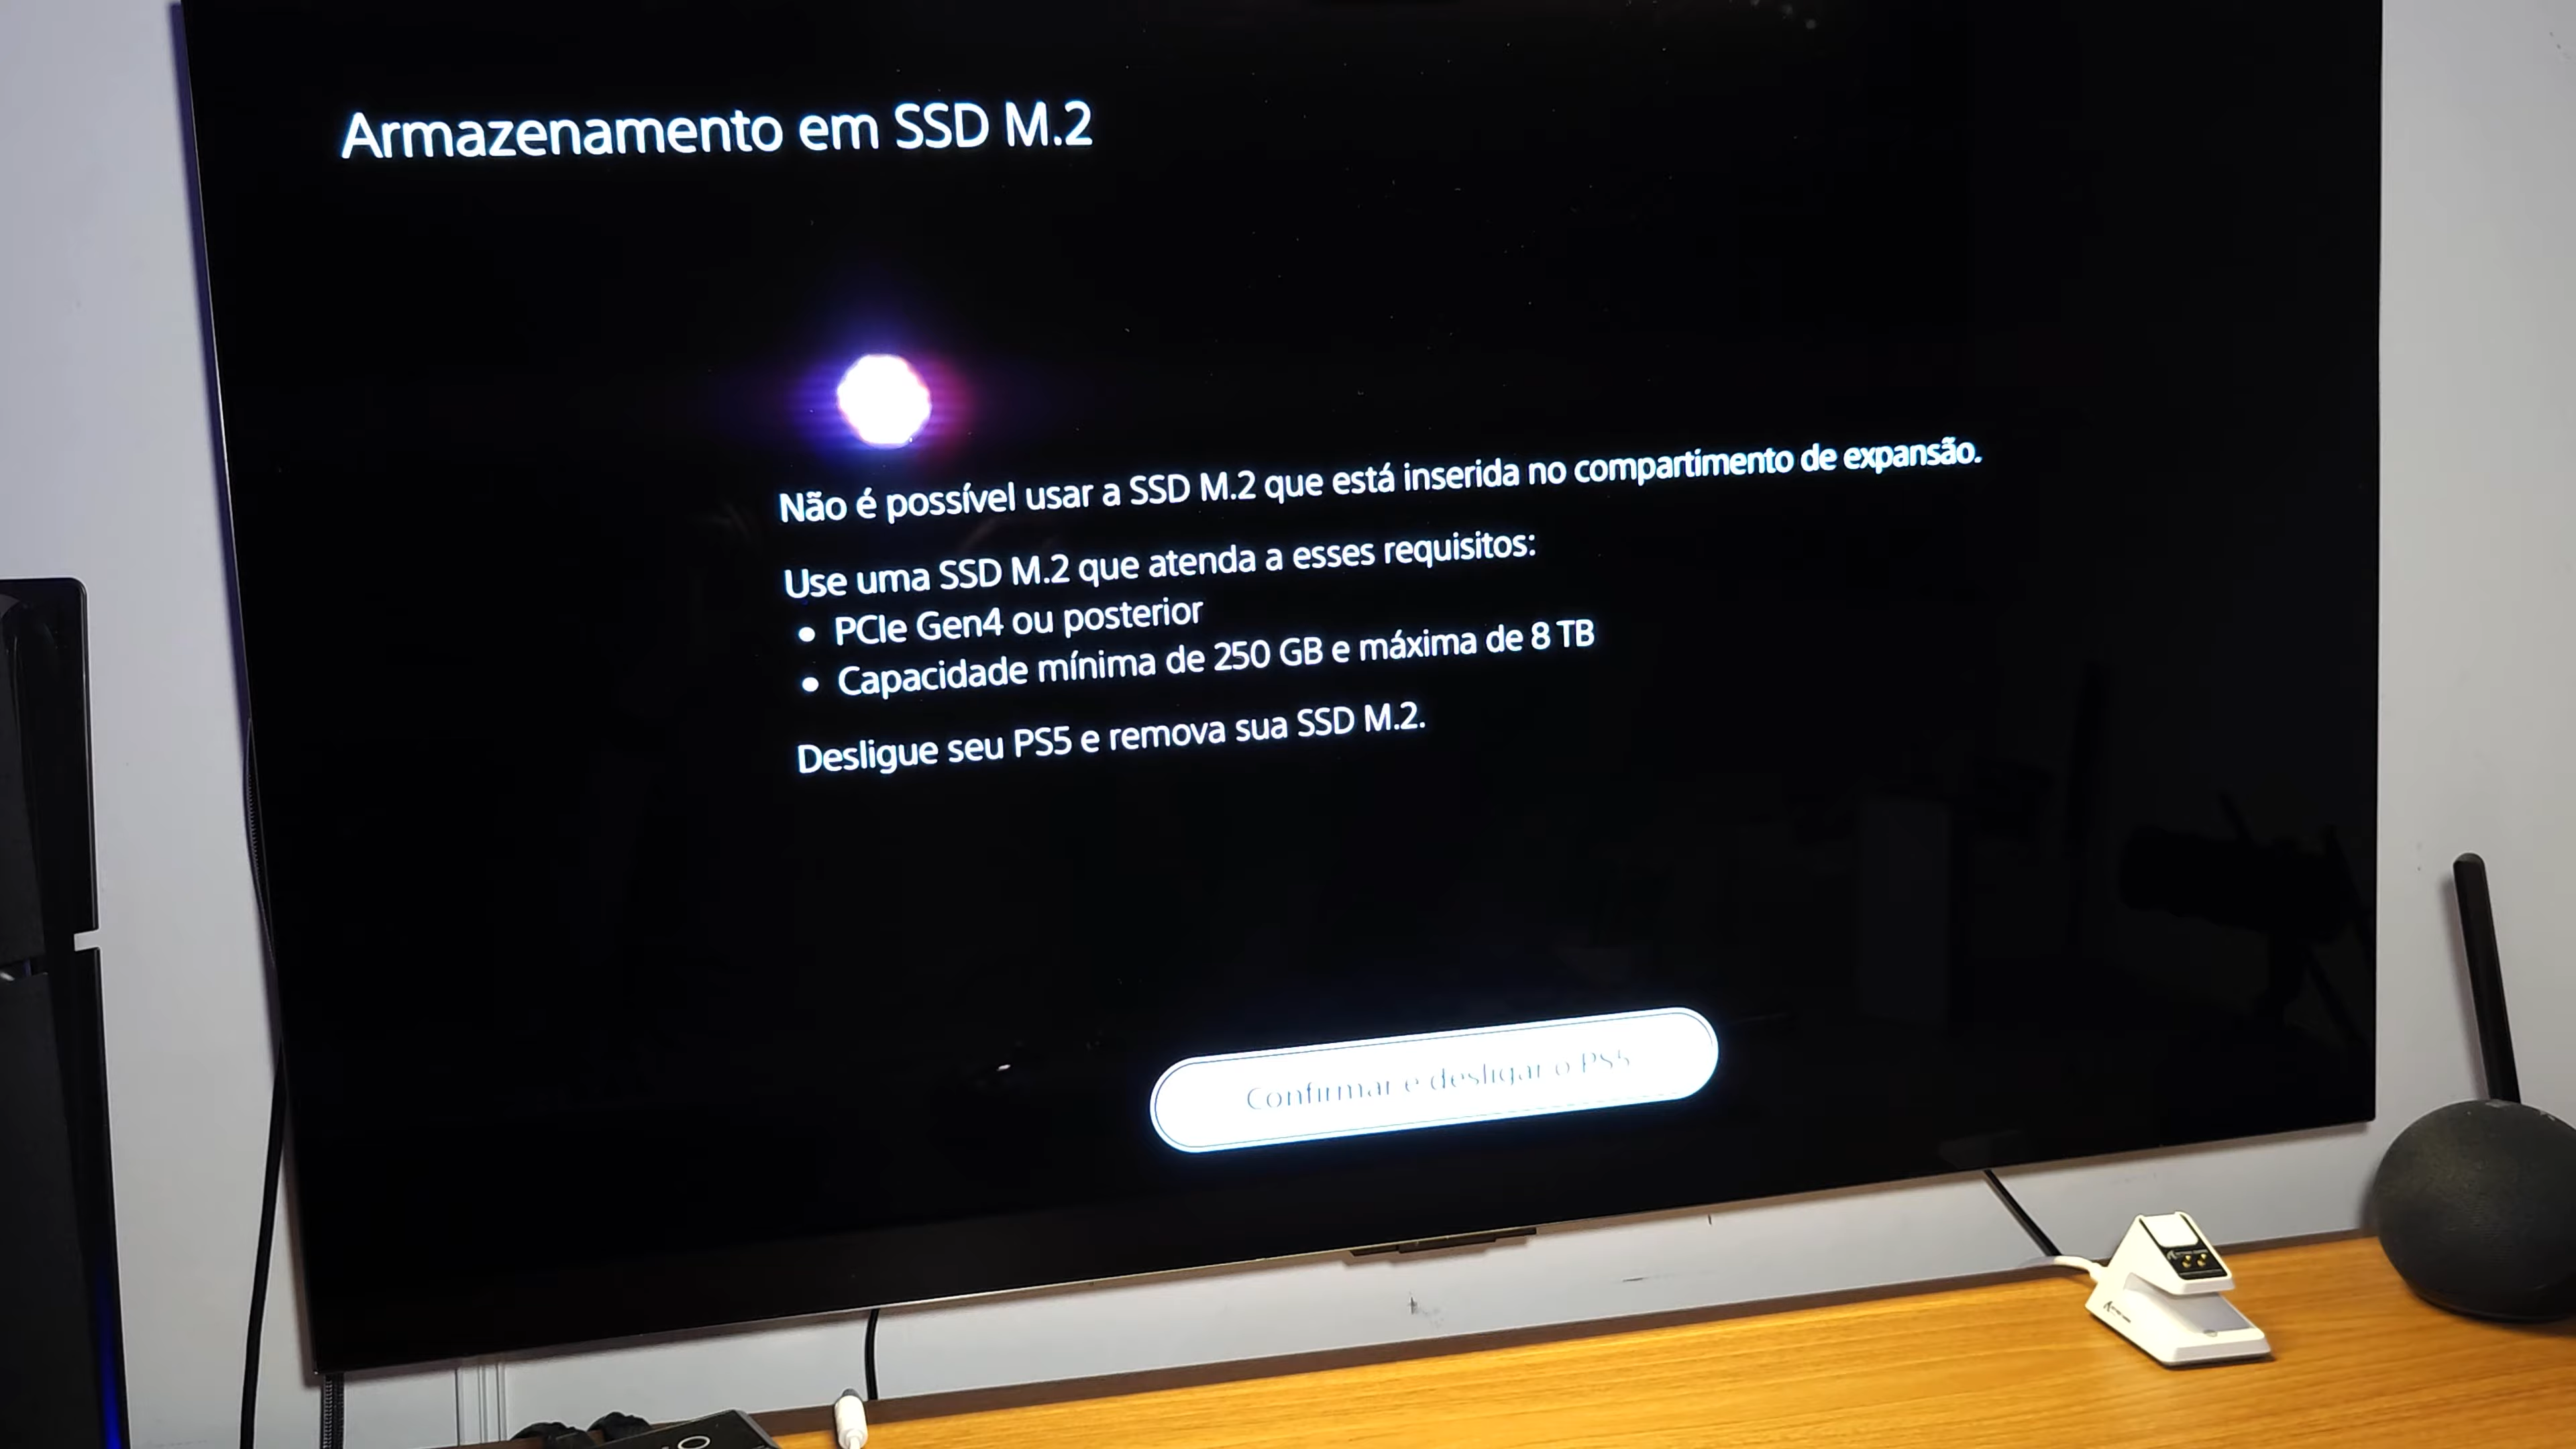 Armazenamento em SSD M.2
Não é possível usar a SSD M.2 que está inserida no compartimento de expansão.
Use uma SSD M.2 que atenda a esses requisitos:
• PCIe Gen4 ou posterior
• Capacidade mínima de 250 GB e máxima de 8 TB
Desligue seu PS5 e remova sua SSD M.2.
Confirmar e desligar o PS5